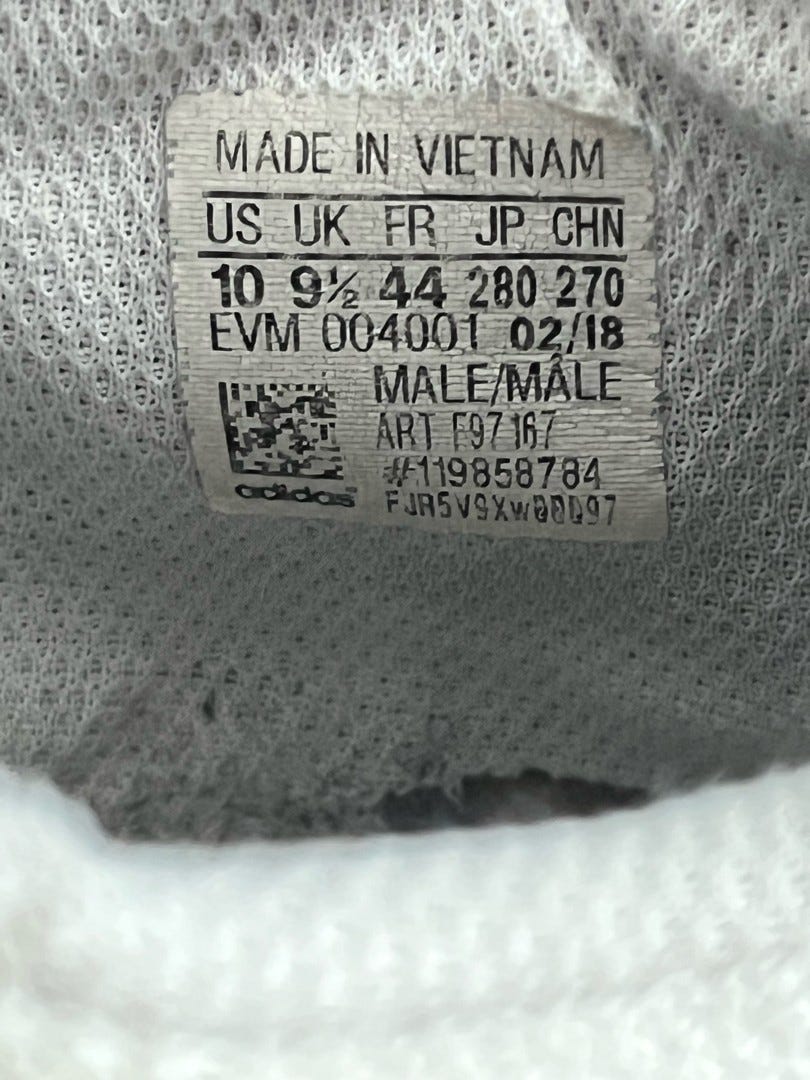 MADE IN VIETNAM
US UK FR JP CHN
10 9½ 44 280 270
EVM 004001 02/18
MALE/MÂLE
ART F97167
#119858784
adidas